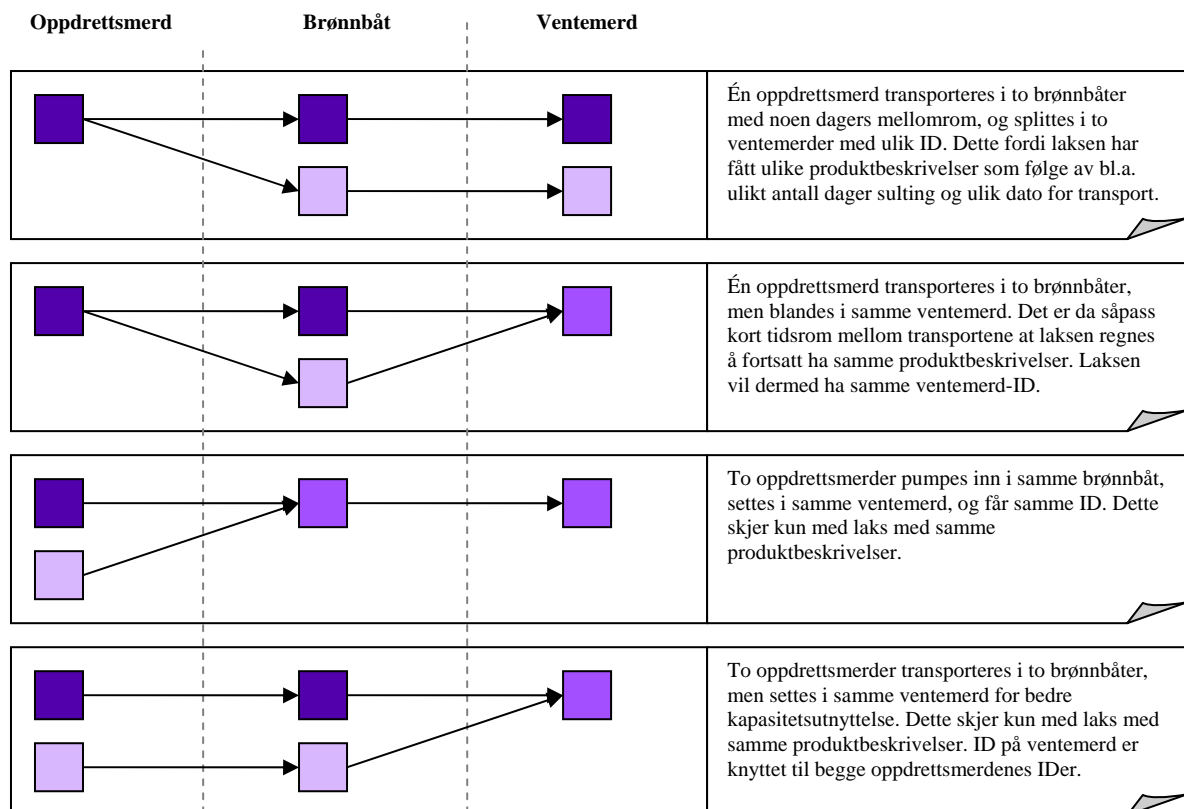 Oppdrettsmerd Brønnbåt Ventemerd
Én oppdrettsmerd transporteres i to brønnbåter
med noen dagers mellomrom, og splittes i to
ventemerder med ulik ID. Dette fordi laksen har
fått ulike produktbeskrivelser som følge av bl.a.
ulikt antall dager sulting og ulik dato for transport.
Én oppdrettsmerd transporteres i to brønnbåter,
men blandes i samme ventemerd. Det er da såpass
kort tidsrom mellom transportene at laksen regnes
å fortsatt ha samme produktbeskrivelser. Laksen
vil dermed ha samme ventemerd-ID.
To oppdrettsmerder pumpes inn i samme brønnbåt,
settes i samme ventemerd, og får samme ID. Dette
skjer kun med laks med samme
produktbeskrivelser.
To oppdrettsmerder transporteres i to brønnbåter,
men settes i samme ventemerd for bedre
kapasitetsutnyttelse. Dette skjer kun med laks med
samme produktbeskrivelser. ID på ventemerd er
knyttet til begge oppdrettsmerdenes IDer.